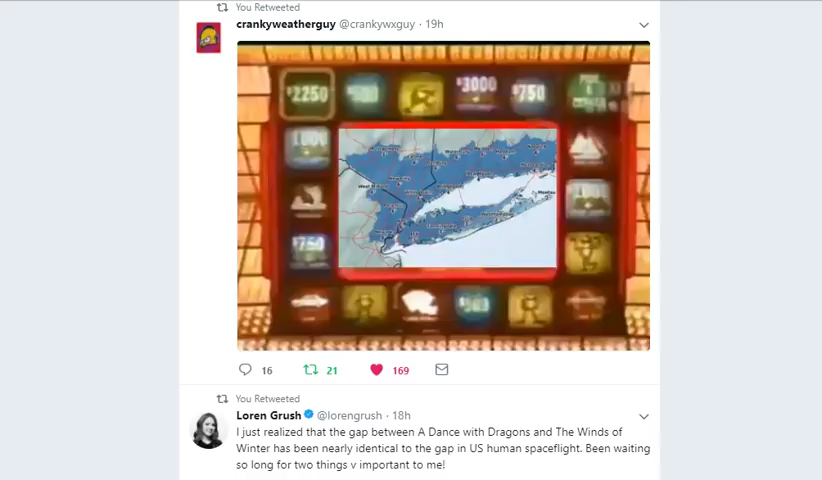 You Retweeted
crankyweatherguy @crankywxguy · 19h
$2250
$3000
$750
$750
16
21
169
You Retweeted
Loren Grush @lorengrush · 18h
I just realized that the gap between A Dance with Dragons and The Winds of
Winter has been nearly identical to the gap in US human spaceflight. Been waiting
so long for two things v important to me!